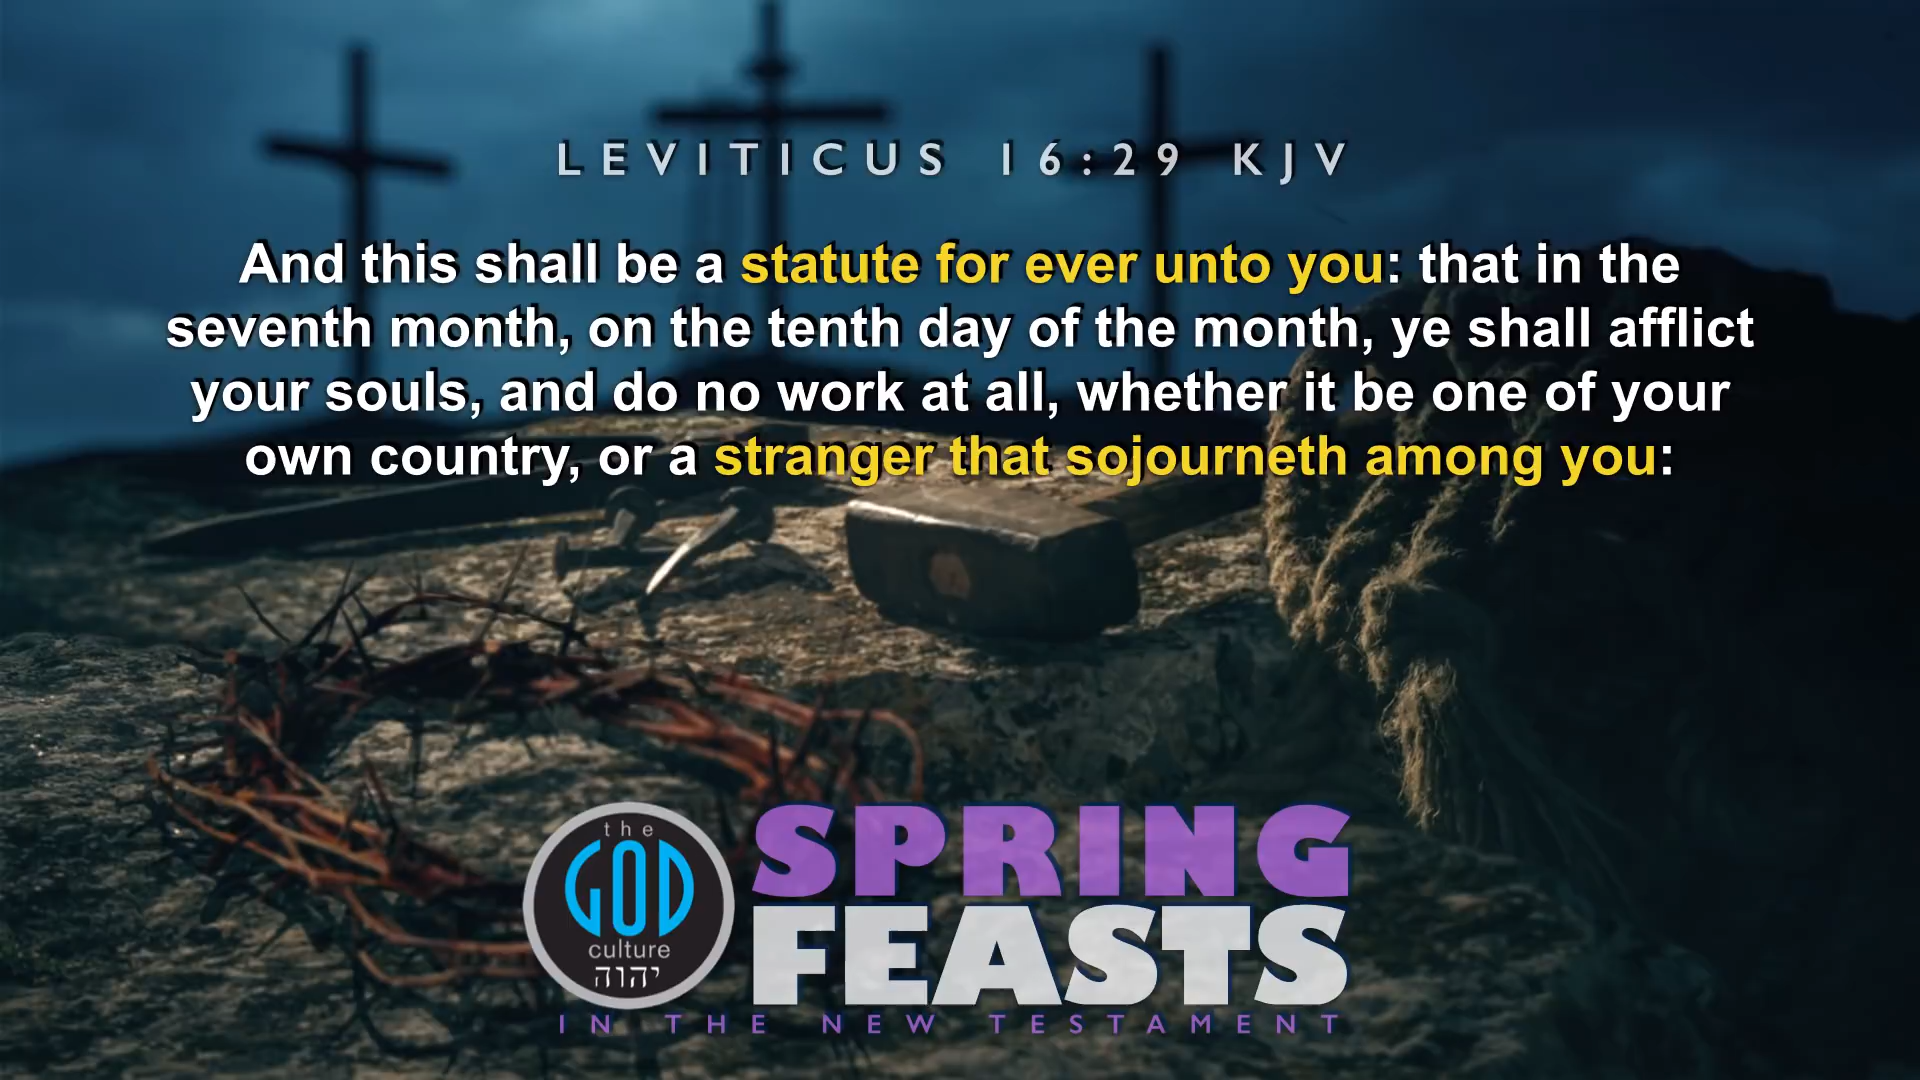 LEVITICUS 16:29 KJV
And this shall be a statute for ever unto you: that in the
seventh month, on the tenth day of the month, ye shall afflict
your souls, and do no work at all, whether it be one of your
own country, or a stranger that sojourneth among you:
the
GOD
culture
יהוה
SPRING
FEASTS
IN THE NEW TESTAMENT